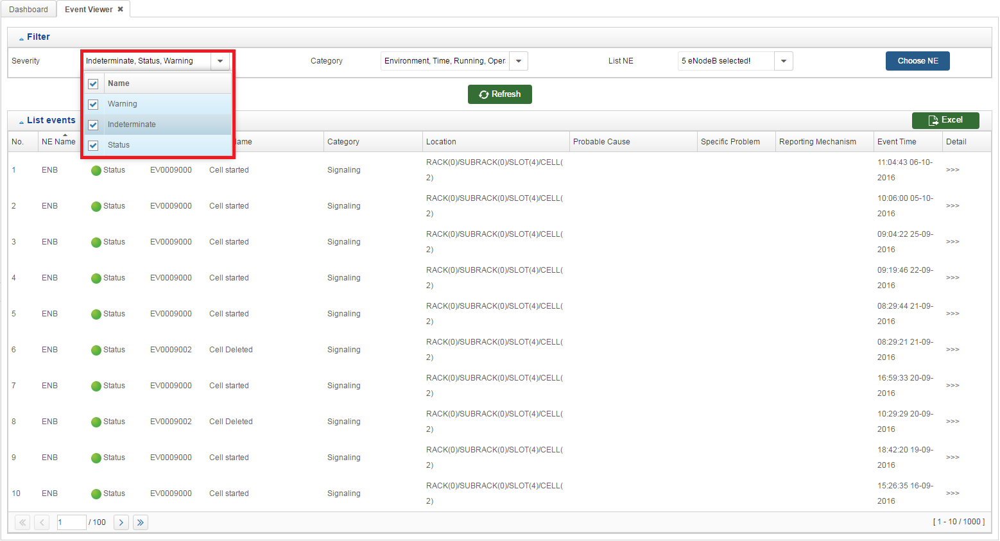 Dashboard
Event Viewer ✖
Filter
Severity
Indeterminate, Status, Warning
Category
Environment, Time, Running, Oper
List NE
5 eNodeB selected!
Choose NE
Name
Warning
Indeterminate
Status
Refresh
List events
Excel
No. NE Name ame Category Location Probable Cause Specific Problem Reporting Mechanism Event Time Detail
1 ENB Status EV0009000 Cell started Signaling RACK(0)/SUBRACK(0)/SLOT(4)/CELL( 11:04:43 06-10- >>>
2) 2016
2 ENB Status EV0009000 Cell started Signaling RACK(0)/SUBRACK(0)/SLOT(4)/CELL( 10:06:00 05-10- >>>
2) 2016
3 ENB Status EV0009000 Cell started Signaling RACK(0)/SUBRACK(0)/SLOT(4)/CELL( 09:04:22 25-09- >>>
2) 2016
4 ENB Status EV0009000 Cell started Signaling RACK(0)/SUBRACK(0)/SLOT(4)/CELL( 09:19:46 22-09- >>>
2) 2016
5 ENB Status EV0009000 Cell started Signaling RACK(0)/SUBRACK(0)/SLOT(4)/CELL( 08:29:44 21-09- >>>
2) 2016
6 ENB Status EV0009002 Cell Deleted Signaling RACK(0)/SUBRACK(0)/SLOT(4)/CELL( 08:29:21 21-09- >>>
2) 2016
7 ENB Status EV0009000 Cell started Signaling RACK(0)/SUBRACK(0)/SLOT(4)/CELL( 16:59:33 20-09- >>>
2) 2016
8 ENB Status EV0009002 Cell Deleted Signaling RACK(0)/SUBRACK(0)/SLOT(4)/CELL( 10:29:29 20-09- >>>
2) 2016
9 ENB Status EV0009000 Cell started Signaling RACK(0)/SUBRACK(0)/SLOT(4)/CELL( 18:42:20 19-09- >>>
2) 2016
10 ENB Status EV0009000 Cell started Signaling RACK(0)/SUBRACK(0)/SLOT(4)/CELL( 15:26:35 16-09- >>>
2) 2016
1 / 100
[ 1 - 10 / 1000 ]